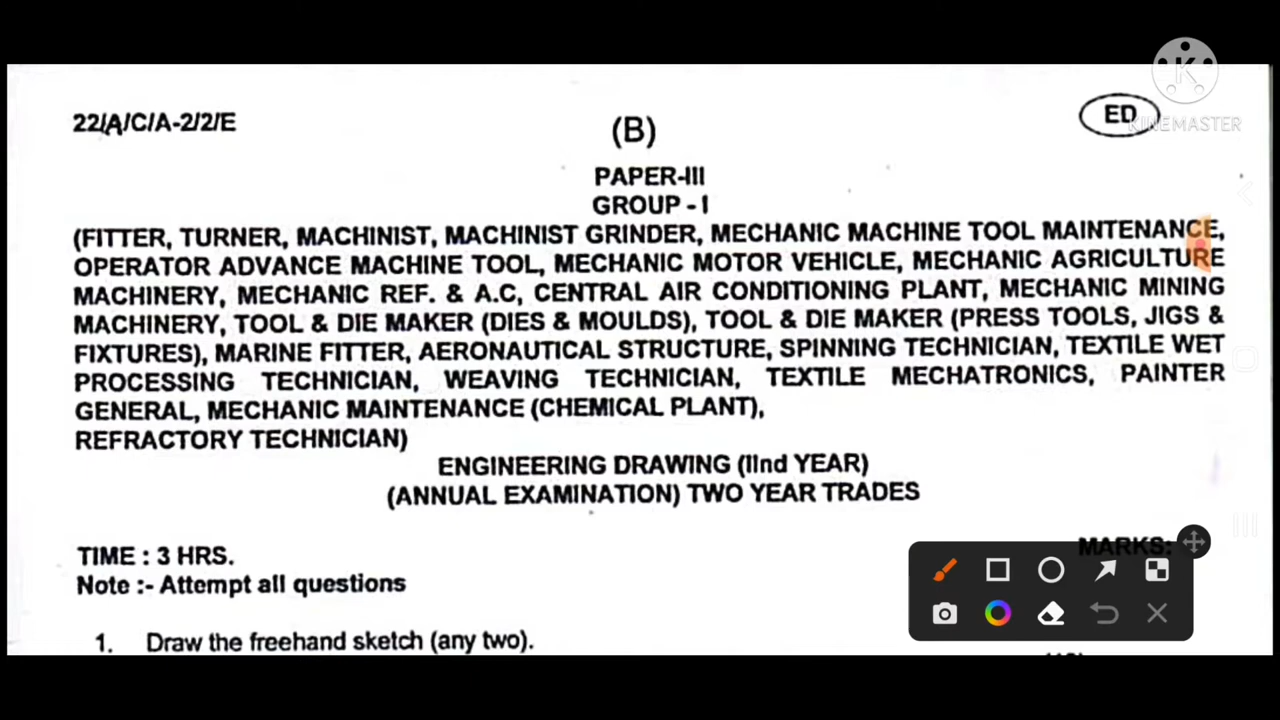 22/A/C/A-2/2/E
(B)
ED
KINEMASTER
PAPER-III
GROUP - I
(FITTER, TURNER, MACHINIST, MACHINIST GRINDER, MECHANIC MACHINE TOOL MAINTENANCE,
OPERATOR ADVANCE MACHINE TOOL, MECHANIC MOTOR VEHICLE, MECHANIC AGRICULTURE
MACHINERY, MECHANIC REF. & A.C, CENTRAL AIR CONDITIONING PLANT, MECHANIC MINING
MACHINERY, TOOL & DIE MAKER (DIES & MOULDS), TOOL & DIE MAKER (PRESS TOOLS, JIGS &
FIXTURES), MARINE FITTER, AERONAUTICAL STRUCTURE, SPINNING TECHNICIAN, TEXTILE WET
PROCESSING TECHNICIAN, WEAVING TECHNICIAN, TEXTILE MECHATRONICS, PAINTER
GENERAL, MECHANIC MAINTENANCE (CHEMICAL PLANT),
REFRACTORY TECHNICIAN)
ENGINEERING DRAWING (IInd YEAR)
(ANNUAL EXAMINATION) TWO YEAR TRADES
TIME : 3 HRS.
MARKS:
Note :- Attempt all questions
1. Draw the freehand sketch (any two).